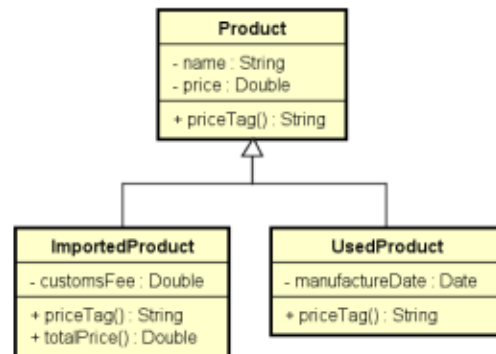 Product
- name : String
- price : Double
+ priceTag() : String
ImportedProduct
- customsFee : Double
+ priceTag() : String
+ totalPrice() : Double
UsedProduct
- manufactureDate : Date
+ priceTag() : String